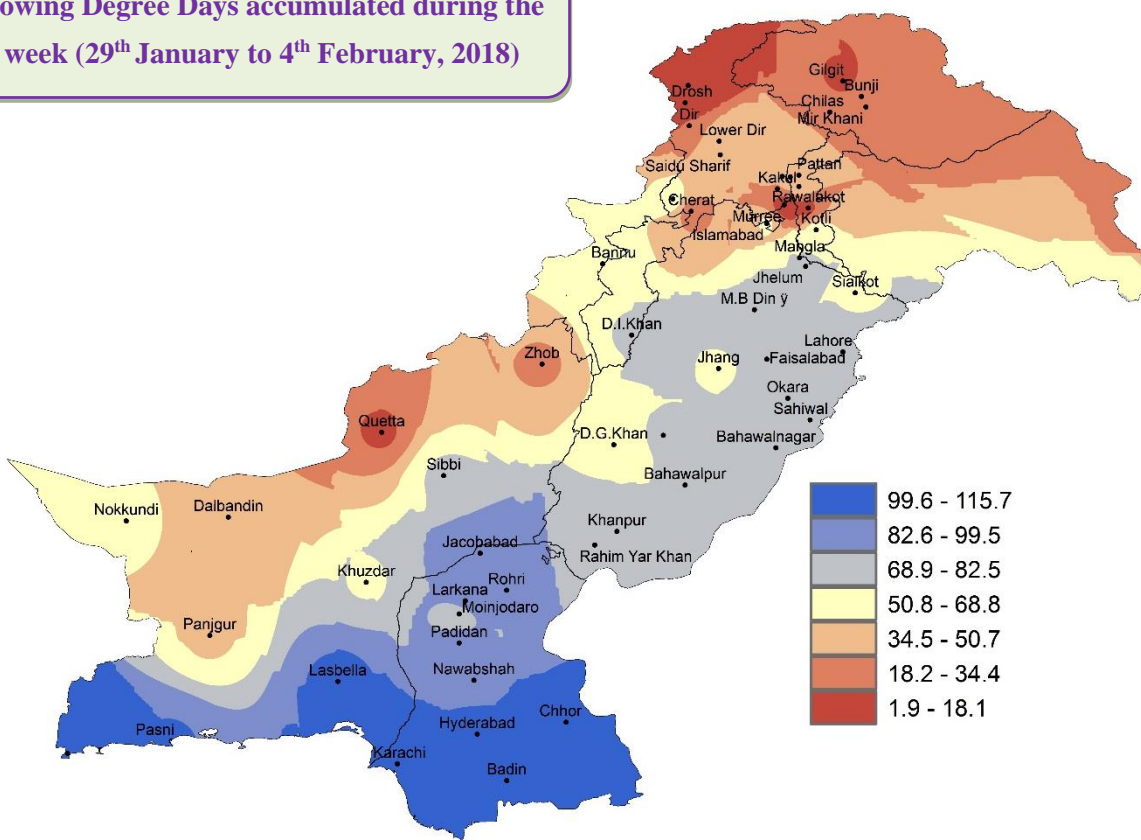 owing Degree Days accumulated during the
week (29th January to 4th February, 2018)
Gilgit
Bunji
Drosh
Chilas
Dir
Mir Khani
Lower Dir
Saidu Sharif
Pattan
Kakul
Cherat
Rawalakot
Murree
Kotli
Islamabad
Mangla
Bannu
Jhelum
Sialkot
M.B Din ÿ
D.I.Khan
Lahore
Zhob
Jhang
Faisalabad
Okara
Sahiwal
Quetta
D.G.Khan
Bahawalnagar
Sibbi
Bahawalpur
Nokkundi
Dalbandin
Khanpur
Jacobabad
Rahim Yar Khan
Khuzdar
Rohri
Larkana
Moinjodaro
Panjgur
Padidan
Lasbella
Nawabshah
Pasni
Hyderabad
Chhor
Karachi
Badin
99.6 - 115.7
82.6 - 99.5
68.9 - 82.5
50.8 - 68.8
34.5 - 50.7
18.2 - 34.4
1.9 - 18.1